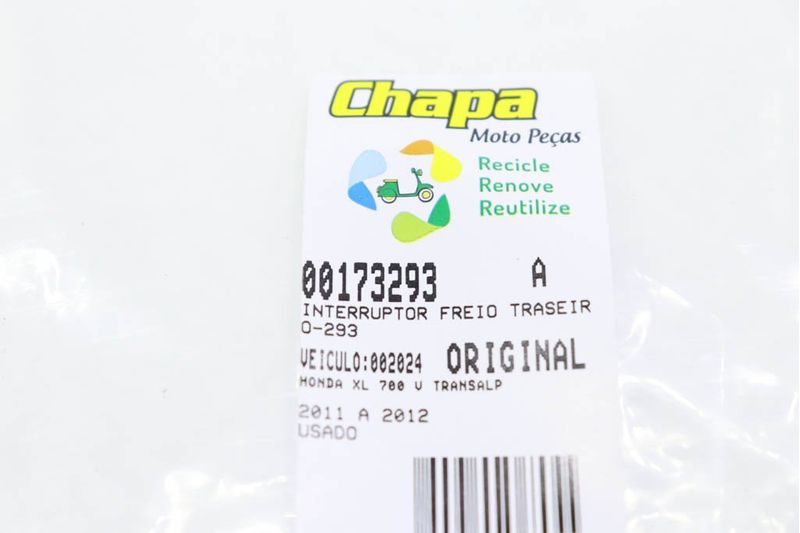 Chapa
Moto Peças
Recicle
Renove
Reutilize
00173293 A
INTERRUPTOR FREIO TRASEIR
O-293
VEICULO:002024 ORIGINAL
HONDA XL 700 V TRANSALP
2011 A 2012
USADO